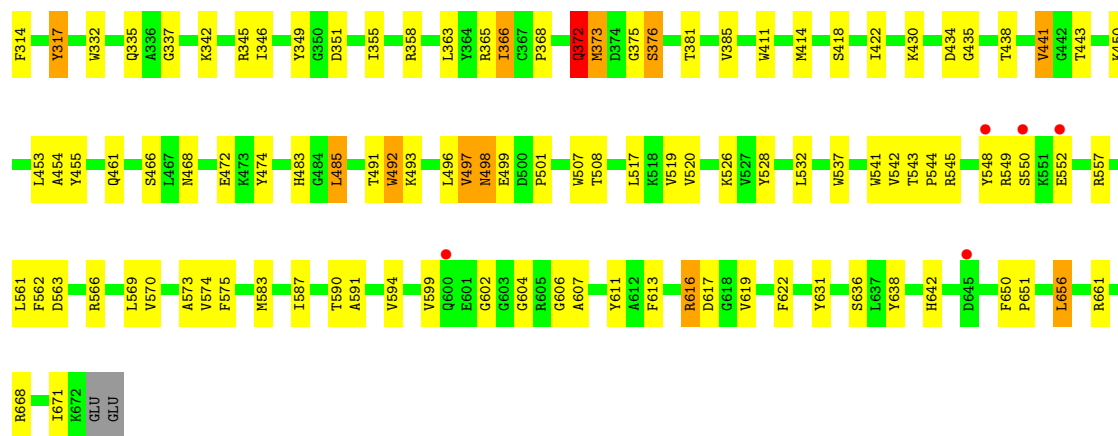 F314 Y317 W332 Q335 A336 G337 K342 R345 I346 Y349 G350 D351 I355 R358 L363 Y364 R365 I366 C367 P368 Q372 M373 D374 G375 S376 T381 V385 W411 M414 S418 I422 K430 D434 G435 T438 V441 G442 T443 K450
L453 A454 Y455 Q461 S466 L467 N468 E472 K473 Y474 H483 G484 L485 T491 W492 K493 L496 V497 N498 E499 D500 P501 W507 T508 L517 K518 V519 V520 K526 V527 Y528 L532 W537 W541 V542 T543 P544 R545 Y548 R549 S550 K551 E552 R557
L561 F562 D563 R566 L569 V570 A573 V574 F575 M583 I587 T590 A591 V594 V599 Q600 E601 G602 G603 G604 R605 G606 A607 Y611 A612 F613 R616 D617 G618 V619 F622 Y631 S636 L637 Y638 H642 D645 F650 P651 L656 R661
R668 I671 K672 GLU GLU